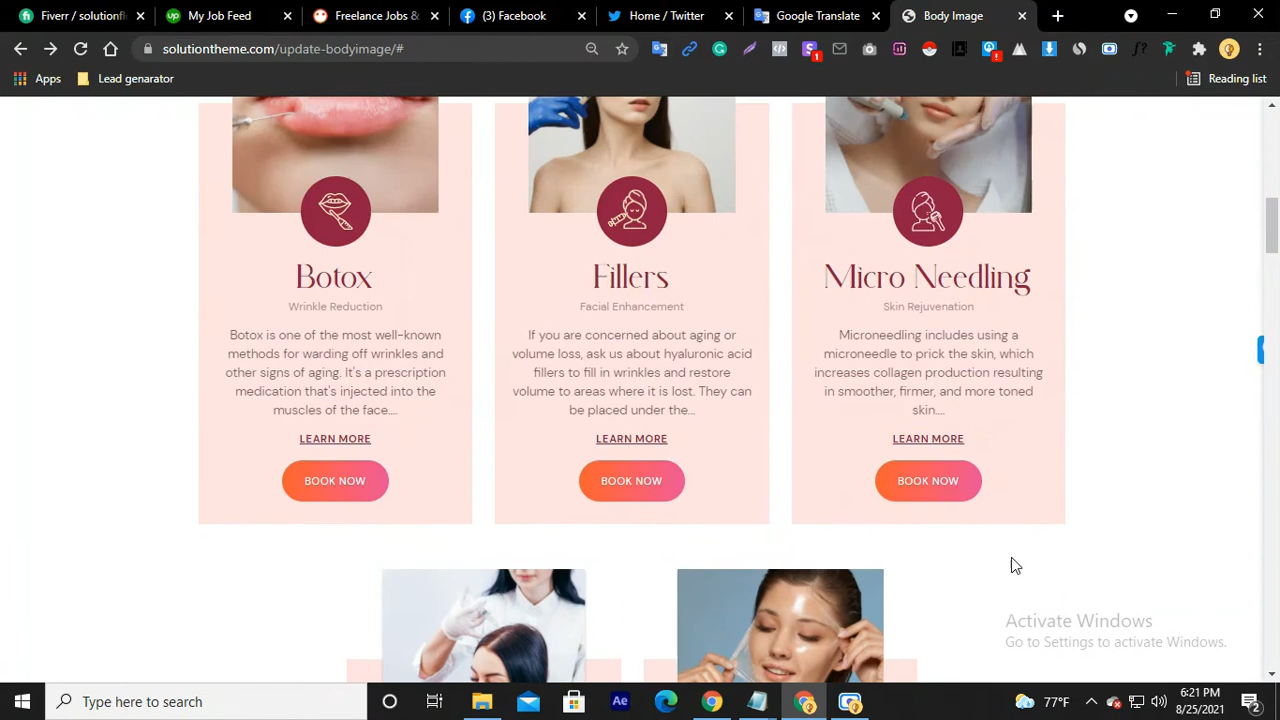 Fiver / solutionfl
My Job Feed
Freelance Jobs &
(3) Facebook
Home / Twitter
Google Translate
Body Image
solutiontheme.com/update-bodyimage/#
Apps
Lead generator
Reading list
Botox
Fillers
Micro Needling
Wrinkle Reduction
Facial Enhancement
Skin Rejuvenation
Botox is one of the most well-known
methods for warding off wrinkles and
other signs of aging. It's a prescription
medication that's injected into the
muscles of the face....
If you are concerned about aging or
volume loss, ask us about hyaluronic acid
fillers to fill in wrinkles and restore
volume to areas where it is lost. They can
be placed under the...
Microneedling includes using a
microneedle to prick the skin, which
increases collagen production resulting
in smoother, firmer, and more toned
skin....
LEARN MORE
LEARN MORE
LEARN MORE
BOOK NOW
BOOK NOW
BOOK NOW
Activate Windows
Go to Settings to activate Windows.
Type here to search
Ae
77°F
6:21 PM
8/25/2021
2